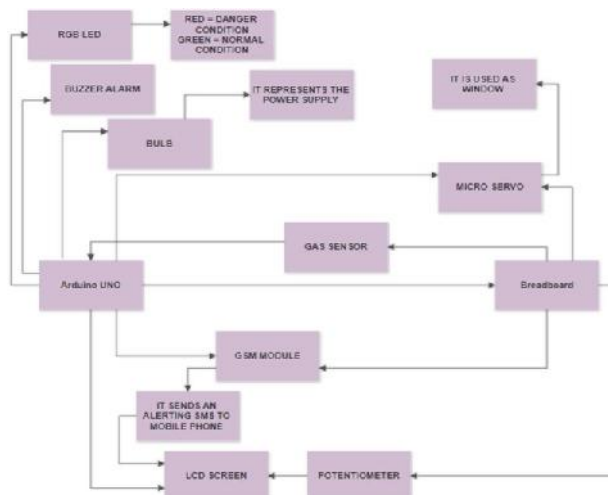 RGB LED
RED = DANGER
CONDITION
GREEN = NORMAL
CONDITION
BUZZER ALARM
IT REPRESENTS THE
POWER SUPPLY
IT IS USED AS
WINDOW
BULB
MICRO SERVO
GAS SENSOR
Arduino UNO
Breadboard
GSM MODULE
IT SENDS AN
ALERTING SMS TO
MOBILE PHONE
LCD SCREEN
POTENTIOMETER